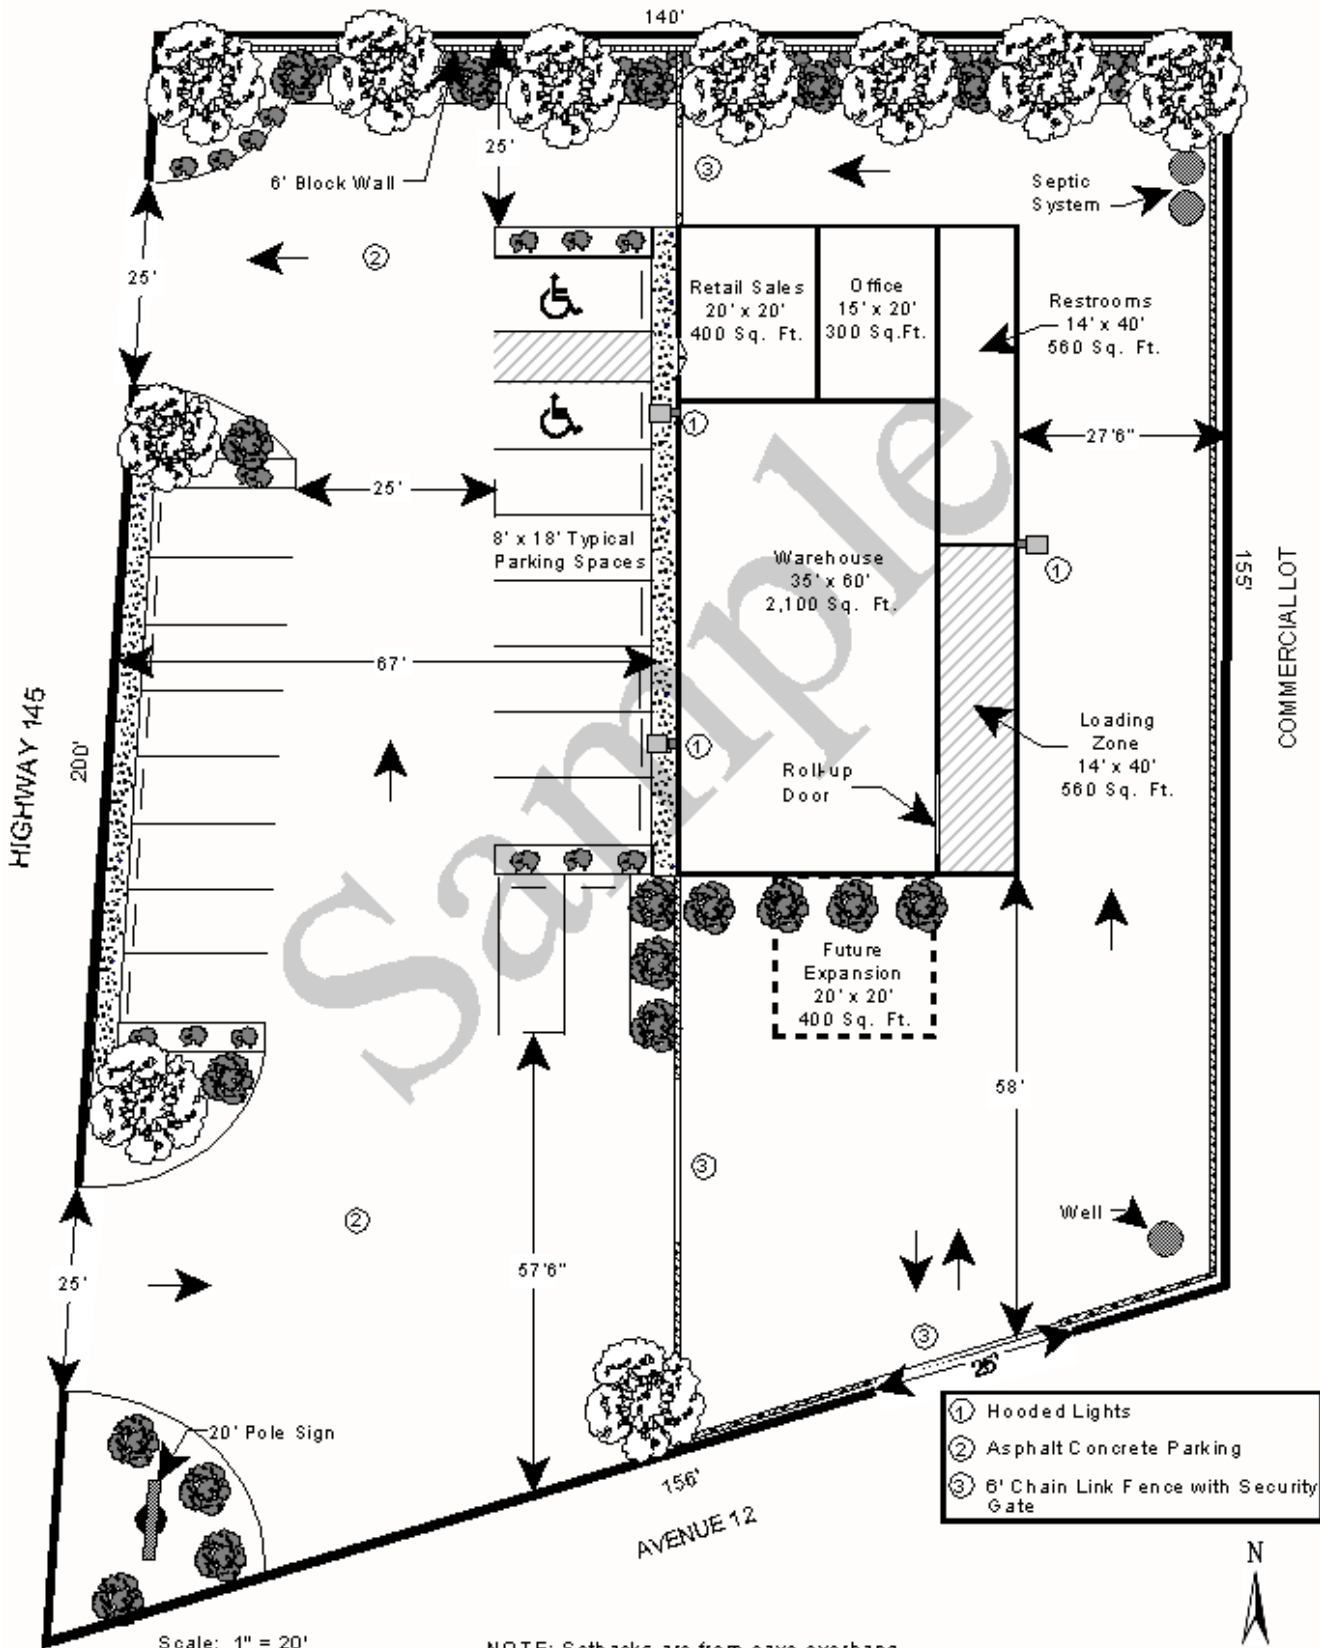 140'
25'
6' Block Wall
3
Septic
System
2
25'
Retail Sales
20' x 20'
400 Sq. Ft.
Office
15' x 20'
300 Sq.Ft.
Restrooms
14' x 40'
560 Sq. Ft.
1
27'6"
25'
8' x 18' Typical
Parking Spaces
Warehouse
35' x 60'
2,100 Sq. Ft.
1
155'
COMMERCIAL LOT
67'
HIGHWAY 145
200'
1
Roll-up
Door
Loading
Zone
14' x 40'
560 Sq. Ft.
Sample
Future
Expansion
20' x 20'
400 Sq. Ft.
58'
3
2
Well
57'6"
25'
3
25'
20' Pole Sign
156'
AVENUE 12
1 Hooded Lights
2 Asphalt Concrete Parking
3 6' Chain Link Fence with Security
Gate
N
Scale: 1" = 20'
NOTE: Setbacks are from eave overhang